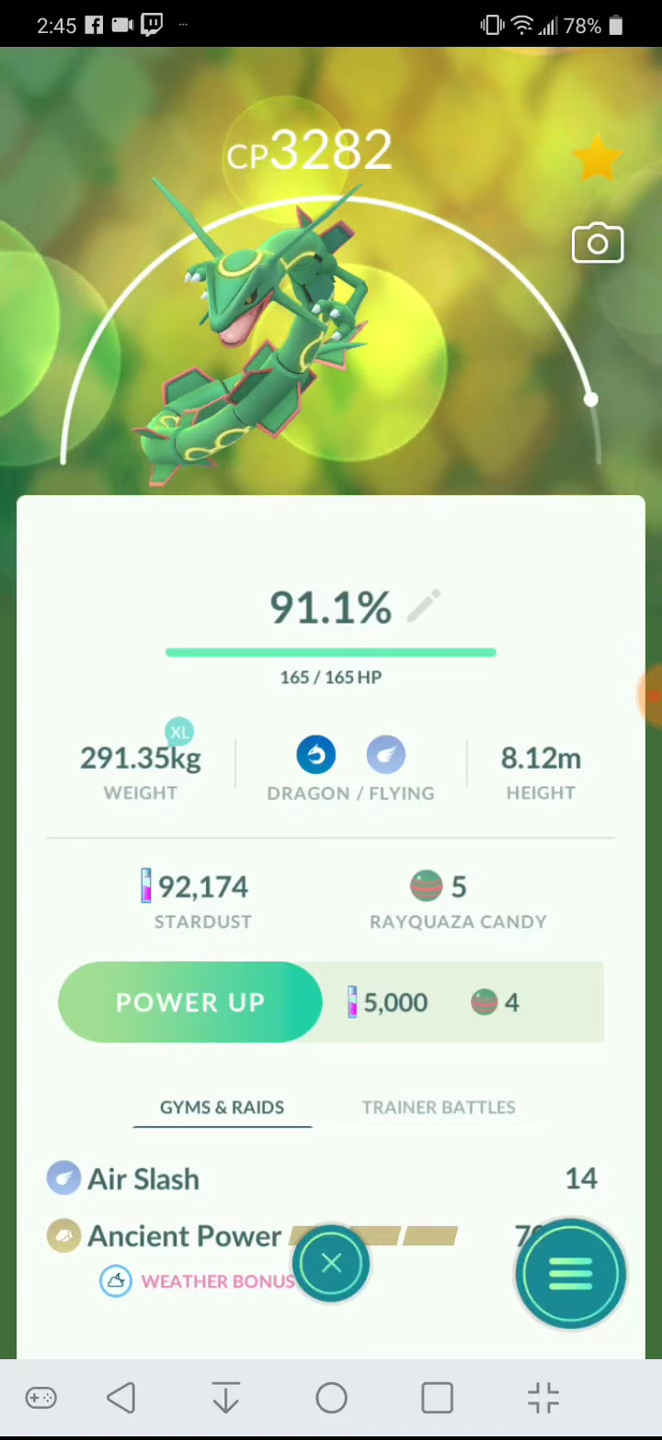 2:45 78%
CP3282
91.1%
165 / 165 HP
XL
291.35kg 8.12m
WEIGHT DRAGON / FLYING HEIGHT
92,174 5
STARDUST RAYQUAZA CANDY
POWER UP 5,000 4
GYMS & RAIDS TRAINER BATTLES
Air Slash 14
Ancient Power
WEATHER BONUS